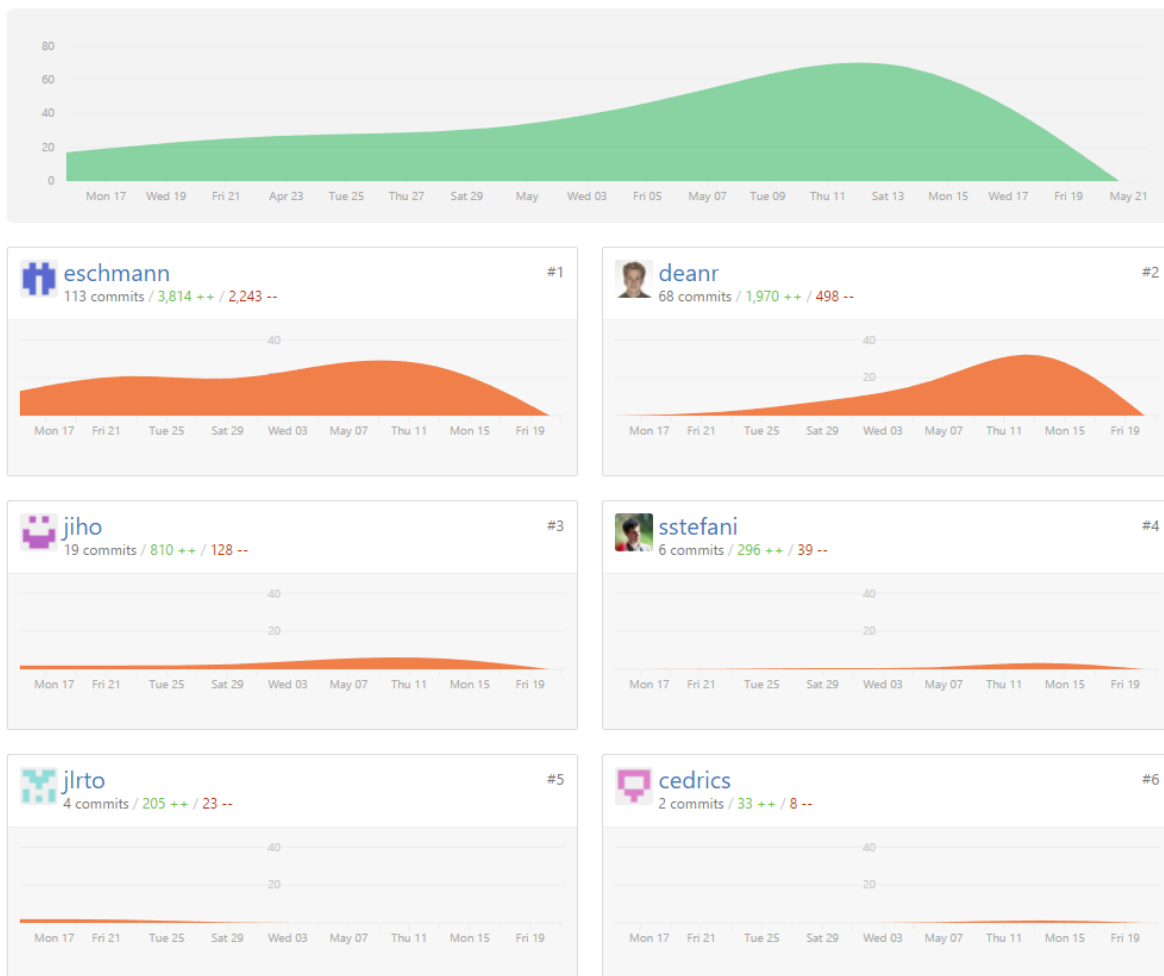 80
60
40
20
0
Mon 17 Wed 19 Fri 21 Apr 23 Tue 25 Thu 27 Sat 29 May Wed 03 Fri 05 May 07 Tue 09 Thu 11 Sat 13 Mon 15 Wed 17 Fri 19 May 21
eschmann #1
113 commits / 3,814 ++ / 2,243 --
40
Mon 17 Fri 21 Tue 25 Sat 29 Wed 03 May 07 Thu 11 Mon 15 Fri 19
deanr #2
68 commits / 1,970 ++ / 498 --
40
20
Mon 17 Fri 21 Tue 25 Sat 29 Wed 03 May 07 Thu 11 Mon 15 Fri 19
jiho #3
19 commits / 810 ++ / 128 --
40
20
Mon 17 Fri 21 Tue 25 Sat 29 Wed 03 May 07 Thu 11 Mon 15 Fri 19
sstefani #4
6 commits / 296 ++ / 39 --
40
20
Mon 17 Fri 21 Tue 25 Sat 29 Wed 03 May 07 Thu 11 Mon 15 Fri 19
jlrto #5
4 commits / 205 ++ / 23 --
40
20
Mon 17 Fri 21 Tue 25 Sat 29 Wed 03 May 07 Thu 11 Mon 15 Fri 19
cedrics #6
2 commits / 33 ++ / 8 --
40
20
Mon 17 Fri 21 Tue 25 Sat 29 Wed 03 May 07 Thu 11 Mon 15 Fri 19